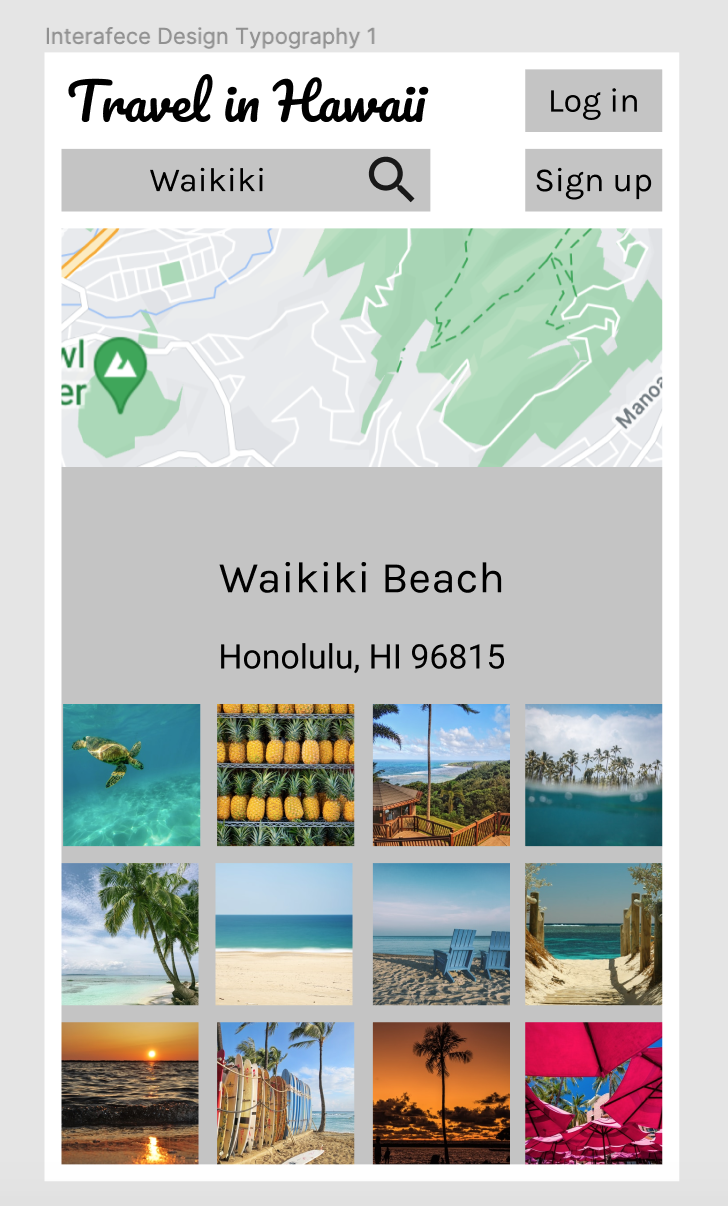 Interafece Design Typography 1
Travel in Hawaii
Log in
Waikiki
Sign up
wl
er
Manoa
Waikiki Beach
Honolulu, HI 96815